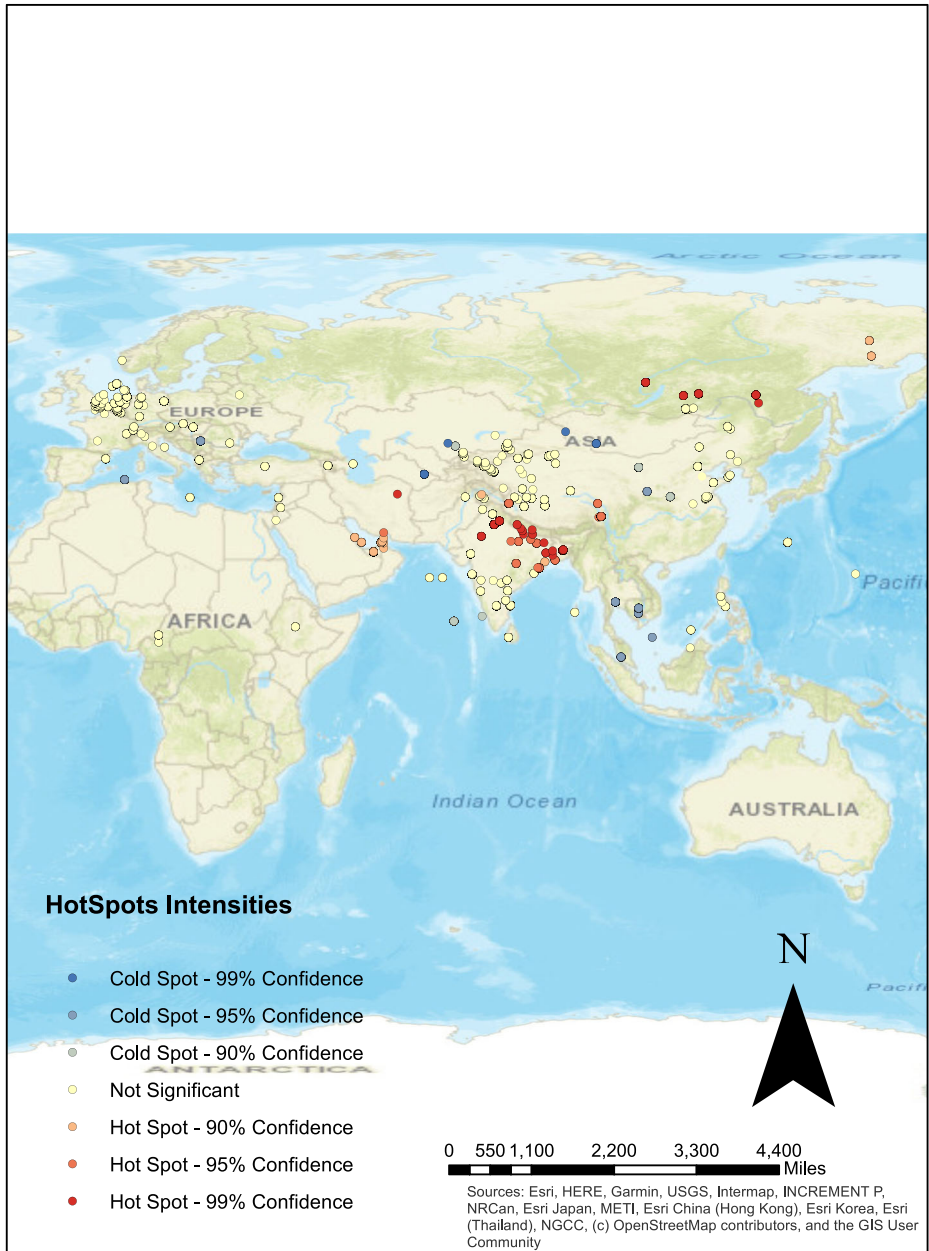 Arctic Ocean
EUROPE
ASIA
Pacifi
AFRICA
Indian Ocean
AUSTRALIA
HotSpots Intensities
N
Cold Spot - 99% Confidence
Pacifi
Cold Spot - 95% Confidence
Cold Spot - 90% Confidence
ANTARCTICA
Not Significant
Hot Spot - 90% Confidence
Hot Spot - 95% Confidence
Hot Spot - 99% Confidence
0 550 1,100 2,200 3,300 4,400
Miles
Sources: Esri, HERE, Garmin, USGS, Intermap, INCREMENT P,
NRCan, Esri Japan, METI, Esri China (Hong Kong), Esri Korea, Esri
(Thailand), NGCC, (c) OpenStreetMap contributors, and the GIS User
Community